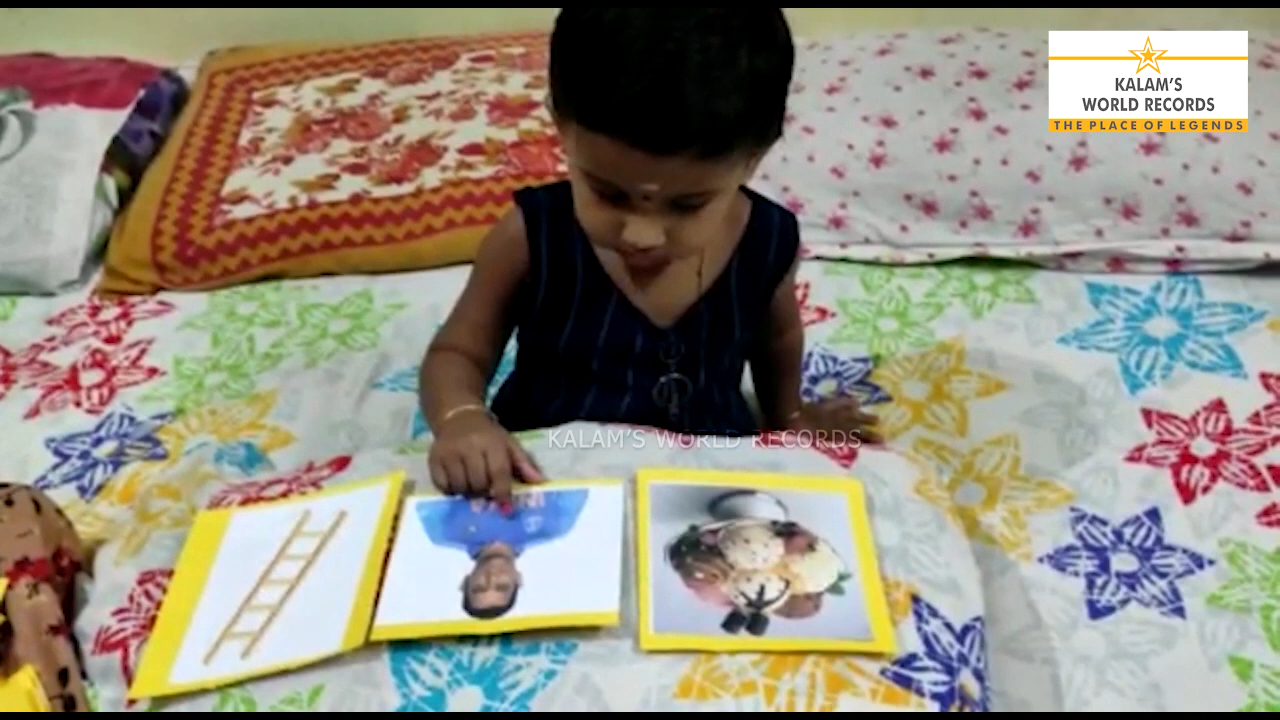 KALAM'S
WORLD RECORDS
THE PLACE OF LEGENDS
KALAM'S WORLD RECORDS